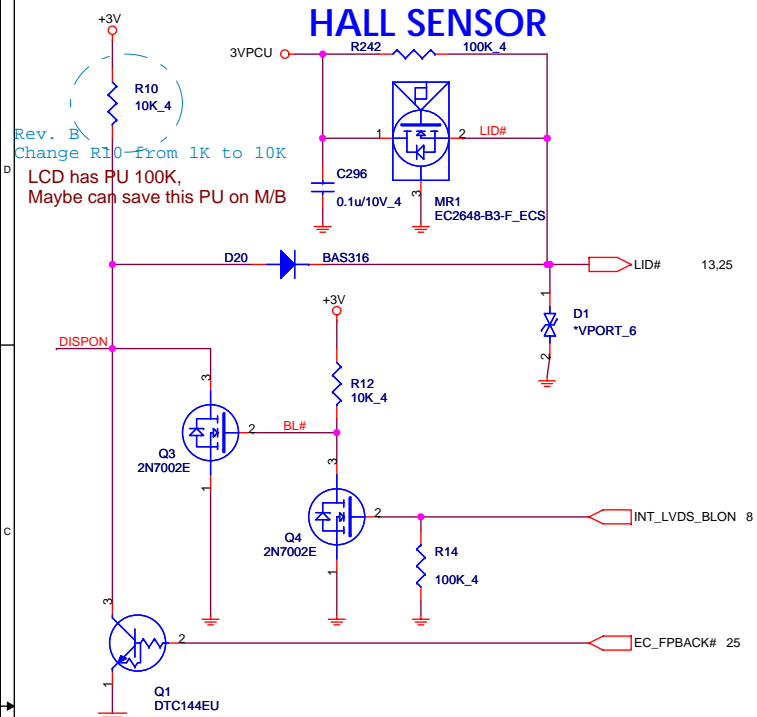 HALL SENSOR
+3V
3VPCU
R242
100K_4
R10
10K_4
1
2
LID#
Rev. B
Change R10 from 1K to 10K
D
LCD has PU 100K,
Maybe can save this PU on M/B
C296
0.1u/10V_4
3
MR1
EC2648-B3-F_ECS
D20
BAS316
LID#
13,25
+3V
1
D1
*VPORT_6
2
DISPON
3
R12
10K_4
2
BL#
Q3
2N7002E
3
1
2
INT_LVDS_BLON
8
C
Q4
2N7002E
R14
100K_4
1
3
2
EC_FPBACK#
25
1
Q1
DTC144EU